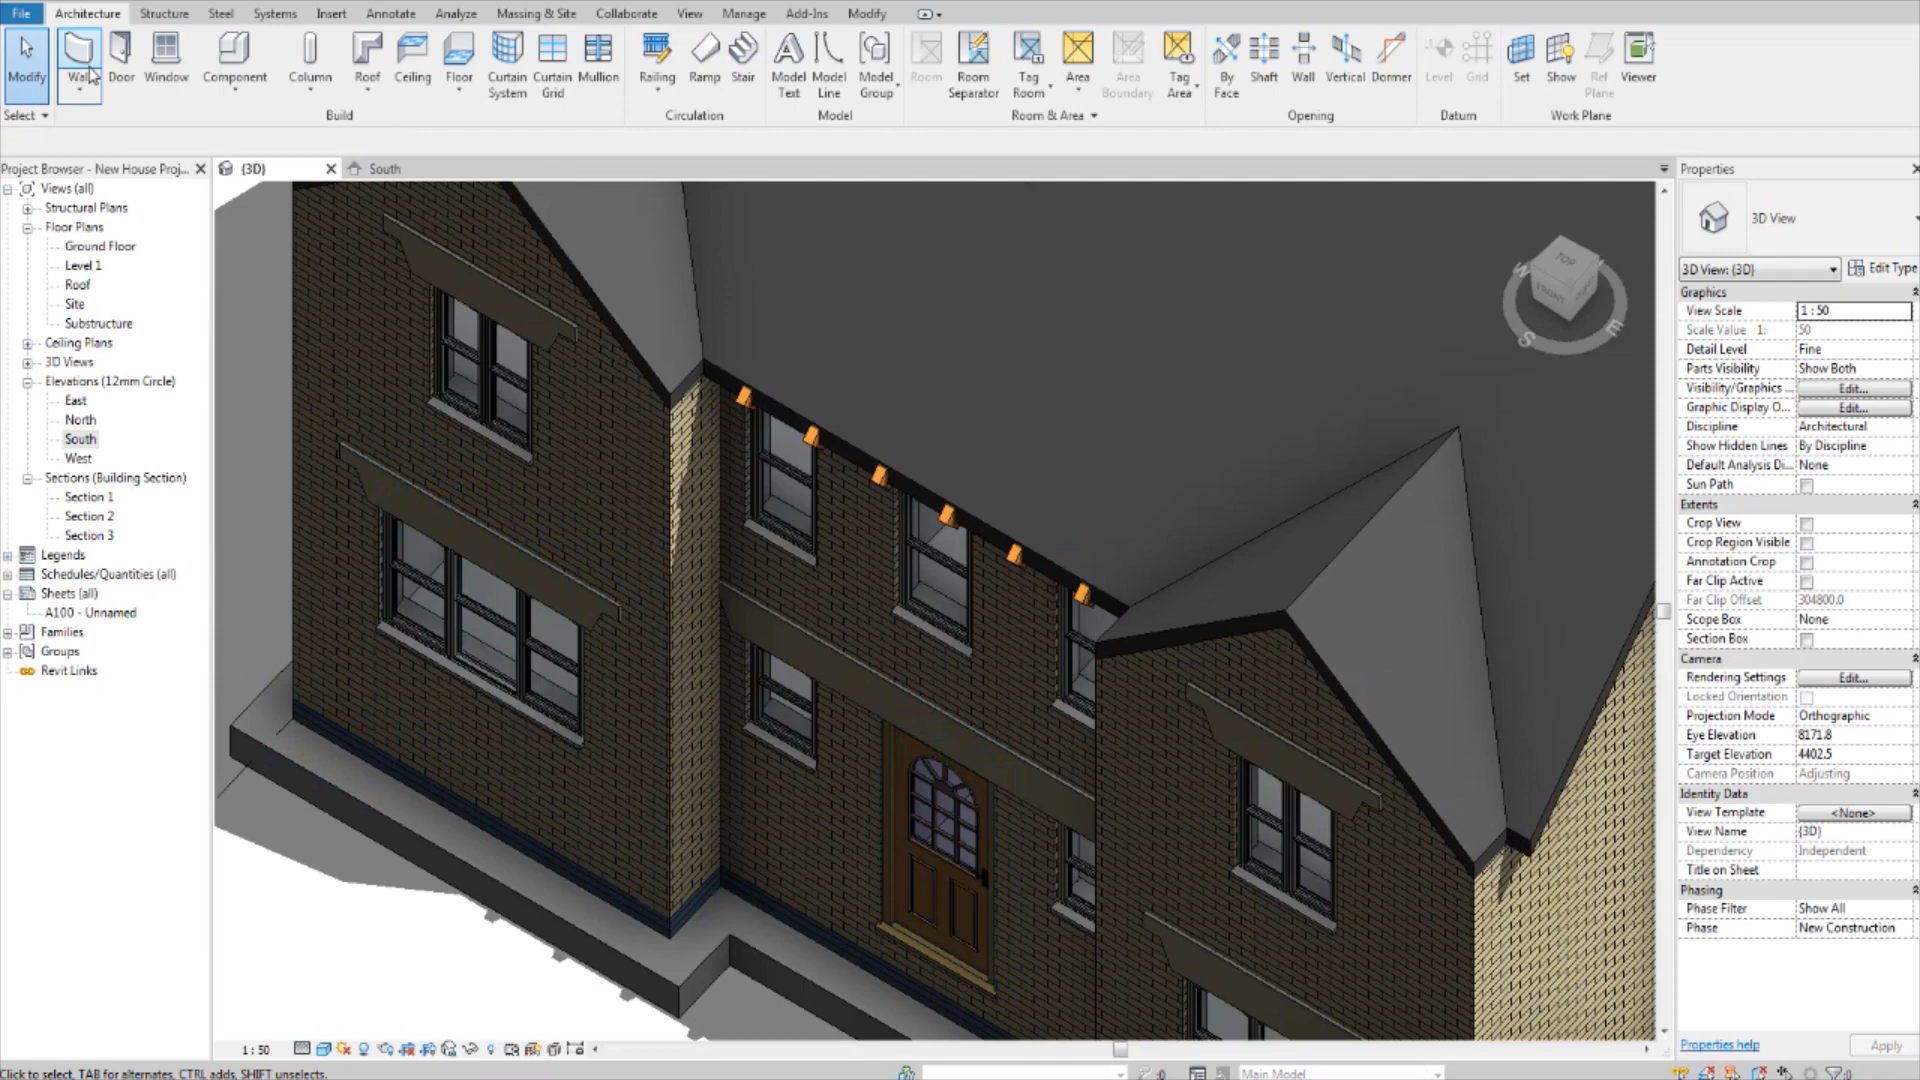 File Architecture Structure Steel Systems Insert Annotate Analyze Massing & Site Collaborate View Manage Add-Ins Modify
Modify Wall Door Window Component Column Roof Ceiling Floor Curtain System Curtain Grid Mullion Railing Ramp Stair Model Text Model Line Model Group Room Room Separator Tag Room Area Area Boundary Tag Area By Face Shaft Wall Vertical Dormer Level Grid Set Show Ref Plane Viewer
Select Build Circulation Model Room & Area Opening Datum Work Plane
Project Browser - New House Proj...
{3D} South
Properties
Views (all)
Structural Plans
Floor Plans
Ground Floor
Level 1
Roof
Site
Substructure
Ceiling Plans
3D Views
Elevations (12mm Circle)
East
North
South
West
Sections (Building Section)
Section 1
Section 2
Section 3
Legends
Schedules/Quantities (all)
Sheets (all)
A100 - Unnamed
Families
Groups
Revit Links
TOP
FRONT
W
S
E
3D View
3D View: {3D} Edit Type
Graphics
View Scale 1 : 50
Scale Value 1: 50
Detail Level Fine
Parts Visibility Show Both
Visibility/Graphics ... Edit...
Graphic Display O... Edit...
Discipline Architectural
Show Hidden Lines By Discipline
Default Analysis Di... None
Sun Path
Extents
Crop View
Crop Region Visible
Annotation Crop
Far Clip Active
Far Clip Offset 304800.0
Scope Box None
Section Box
Camera
Rendering Settings Edit...
Locked Orientation
Projection Mode Orthographic
Eye Elevation 8171.8
Target Elevation 4402.5
Camera Position Adjusting
Identity Data
View Template <None>
View Name {3D}
Dependency Independent
Title on Sheet
Phasing
Phase Filter Show All
Phase New Construction
Properties help Apply
1 : 50
Click to select, TAB for alternates, CTRL adds, SHIFT unselects.
:0 Main Model :0